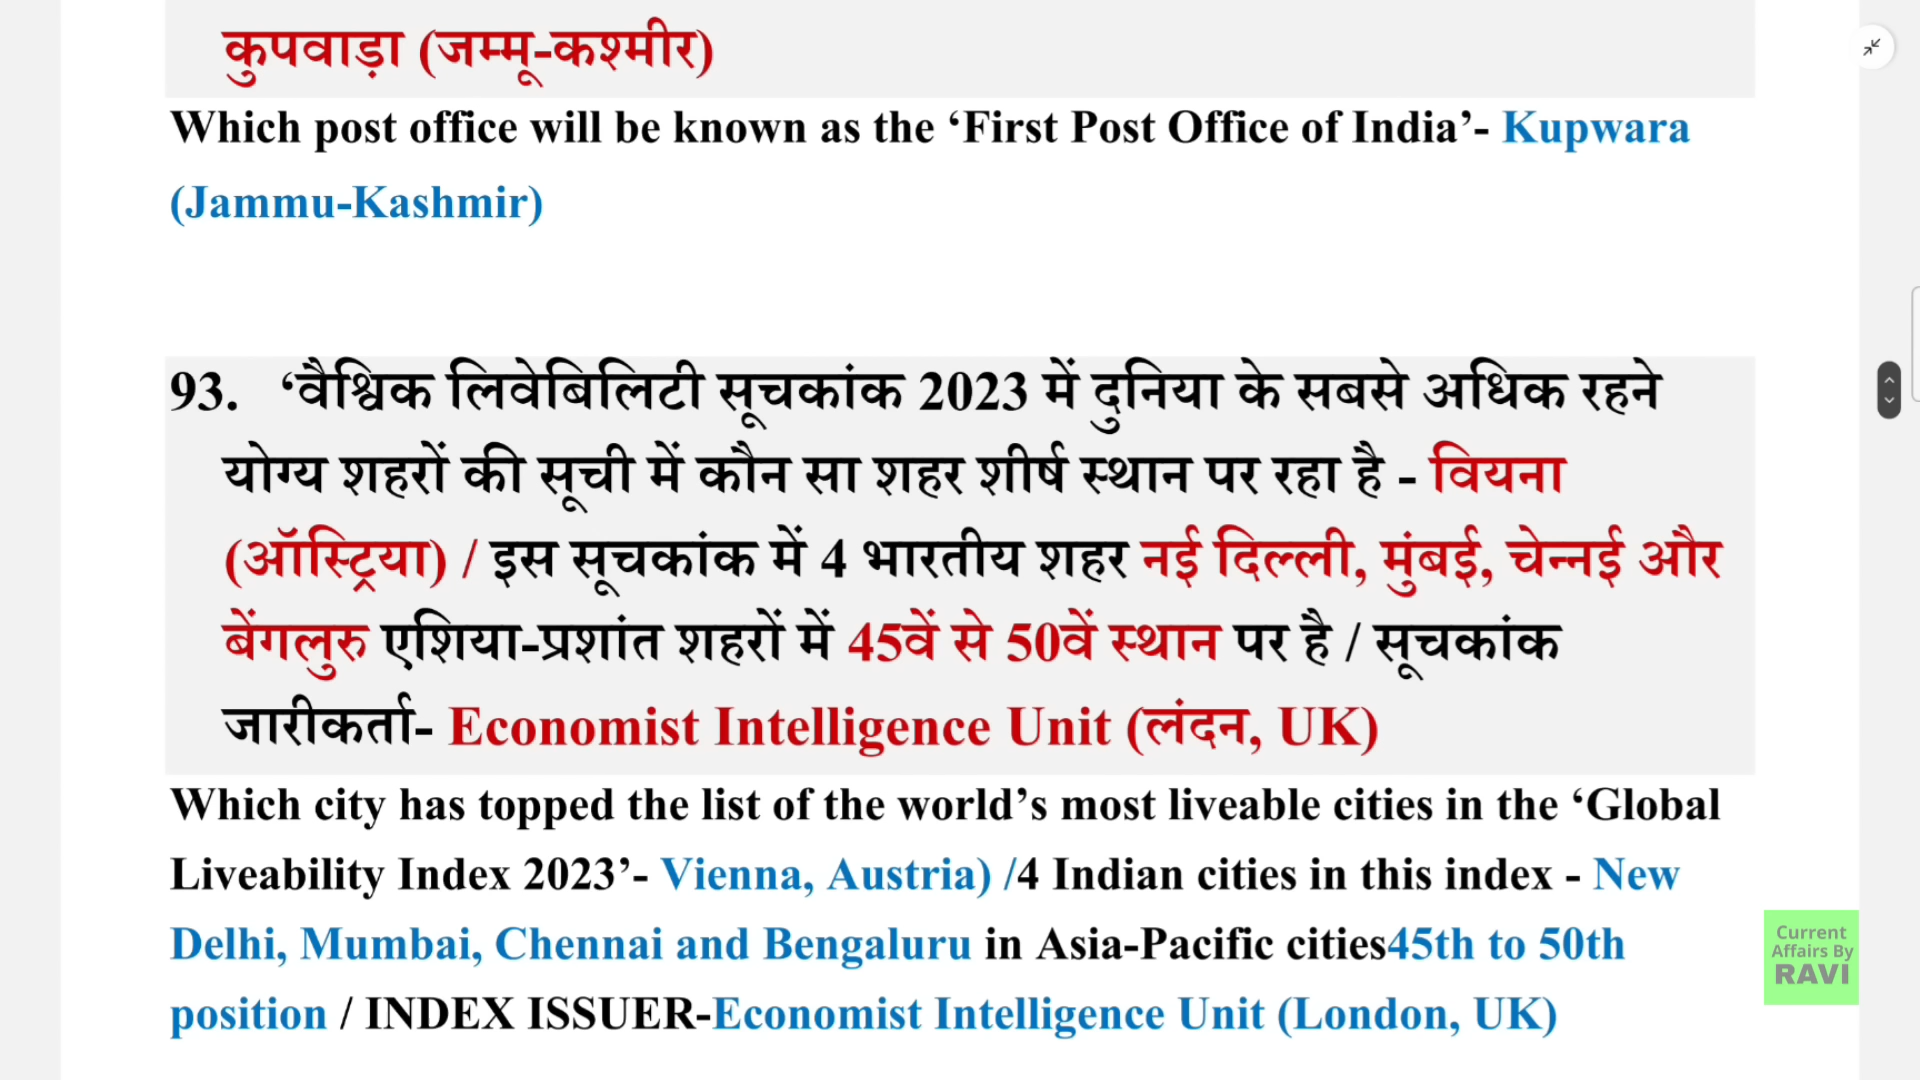 कुपवाड़ा (जम्मू-कश्मीर)
Which post office will be known as the ‘First Post Office of India’- Kupwara
(Jammu-Kashmir)
93. ‘वैश्विक लिवेबिलिटी सूचकांक 2023 में दुनिया के सबसे अधिक रहने
योग्य शहरों की सूची में कौन सा शहर शीर्ष स्थान पर रहा है - वियना
(ऑस्ट्रिया) / इस सूचकांक में 4 भारतीय शहर नई दिल्ली, मुंबई, चेन्नई और
बेंगलुरु एशिया-प्रशांत शहरों में 45वें से 50वें स्थान पर है / सूचकांक
जारीकर्ता- Economist Intelligence Unit (लंदन, UK)
Which city has topped the list of the world’s most liveable cities in the ‘Global
Liveability Index 2023’- Vienna, Austria) /4 Indian cities in this index - New
Delhi, Mumbai, Chennai and Bengaluru in Asia-Pacific cities45th to 50th
position / INDEX ISSUER-Economist Intelligence Unit (London, UK)
Current
Affairs By
RAVI